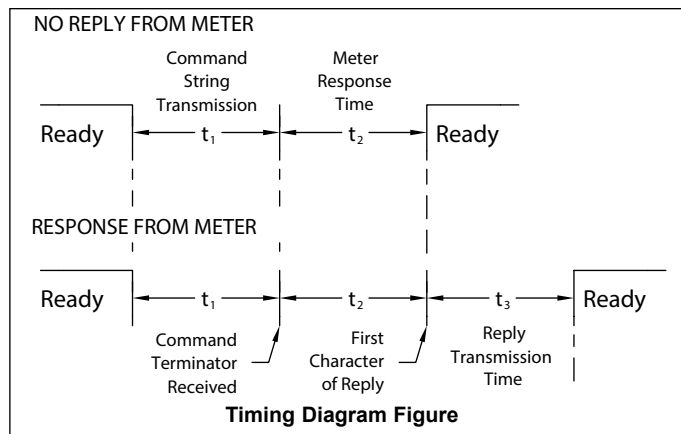 NO REPLY FROM METER
Command
String
Transmission
Meter
Response
Time
Ready
t1
t2
Ready
RESPONSE FROM METER
Ready
t1
t2
t3
Ready
Command
Terminator
Received
First
Character
of Reply
Reply
Transmission
Time
Timing Diagram Figure